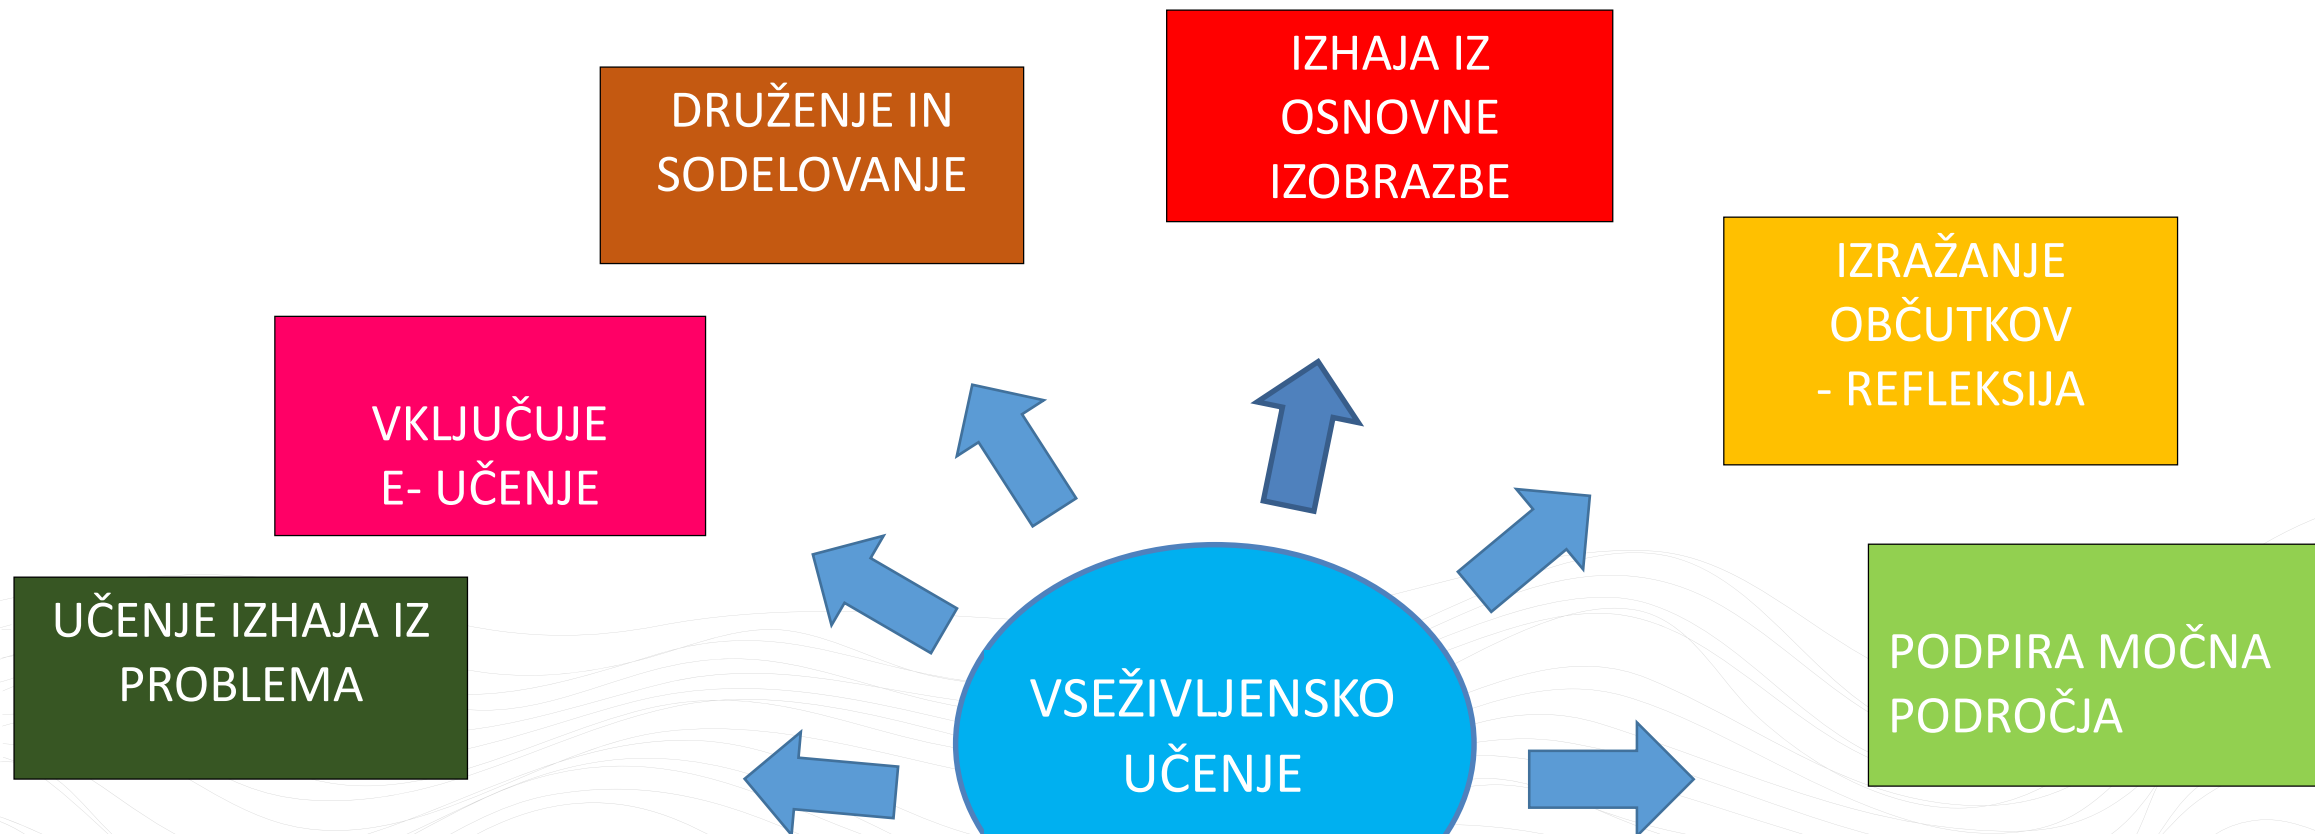 IZHAJA IZ
OSNOVNE
IZOBRAZBE
DRUŽENJE IN
SODELOVANJE
IZRAŽANJE
OBČUTKOV
- REFLEKSIJA
VKLJUČUJE
E- UČENJE
UČENJE IZHAJA IZ
PROBLEMA
PODPIRA MOČNA
PODROČJA
VSEŽIVLJENSKO
UČENJE